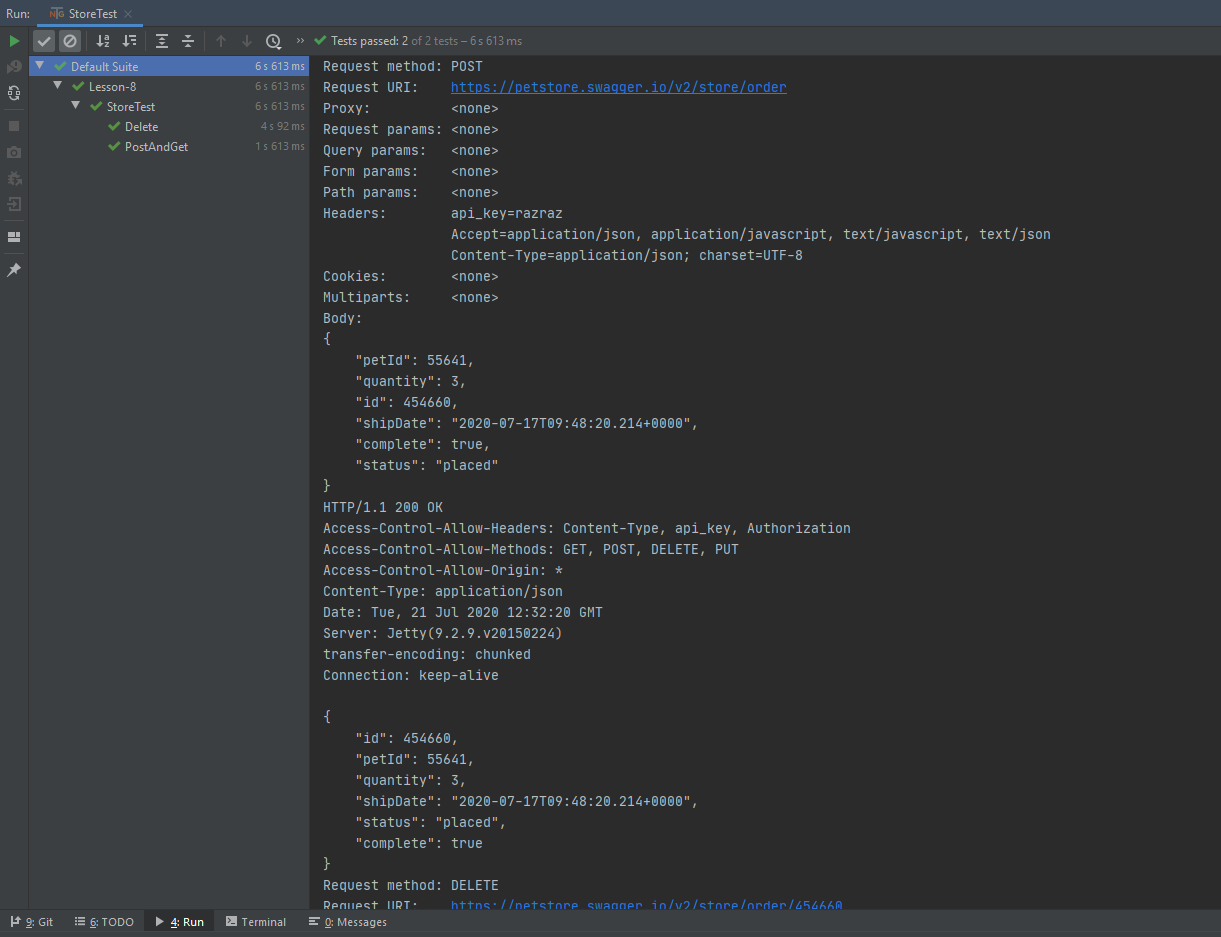 Run: StoreTest
Tests passed: 2 of 2 tests – 6 s 613 ms
Default Suite 6 s 613 ms
Lesson-8 6 s 613 ms
StoreTest 6 s 613 ms
Delete 4 s 92 ms
PostAndGet 1 s 613 ms
Request method: POST
Request URI: https://petstore.swagger.io/v2/store/order
Proxy: <none>
Request params: <none>
Query params: <none>
Form params: <none>
Path params: <none>
Headers: api_key=razraz
Accept=application/json, application/javascript, text/javascript, text/json
Content-Type=application/json; charset=UTF-8
Cookies: <none>
Multiparts: <none>
Body:
{
"petId": 55641,
"quantity": 3,
"id": 454660,
"shipDate": "2020-07-17T09:48:20.214+0000",
"complete": true,
"status": "placed"
}
HTTP/1.1 200 OK
Access-Control-Allow-Headers: Content-Type, api_key, Authorization
Access-Control-Allow-Methods: GET, POST, DELETE, PUT
Access-Control-Allow-Origin: *
Content-Type: application/json
Date: Tue, 21 Jul 2020 12:32:20 GMT
Server: Jetty(9.2.9.v20150224)
transfer-encoding: chunked
Connection: keep-alive
{
"id": 454660,
"petId": 55641,
"quantity": 3,
"shipDate": "2020-07-17T09:48:20.214+0000",
"status": "placed",
"complete": true
}
Request method: DELETE
Request URI: https://petstore.swagger.io/v2/store/order/454660
9: Git 6: TODO 4: Run Terminal 0: Messages